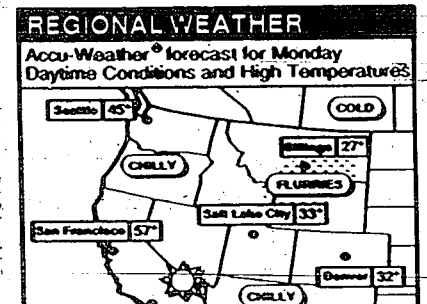 REGIONAL WEATHER
Accu-Weather® forecast for Monday
Daytime Conditions and High Temperatures
COLD
Seattle 45°
Billings 27°
CHILLY
FLURRIES
Salt Lake City 33°
San Francisco 57°
Denver 32°
CHILLY